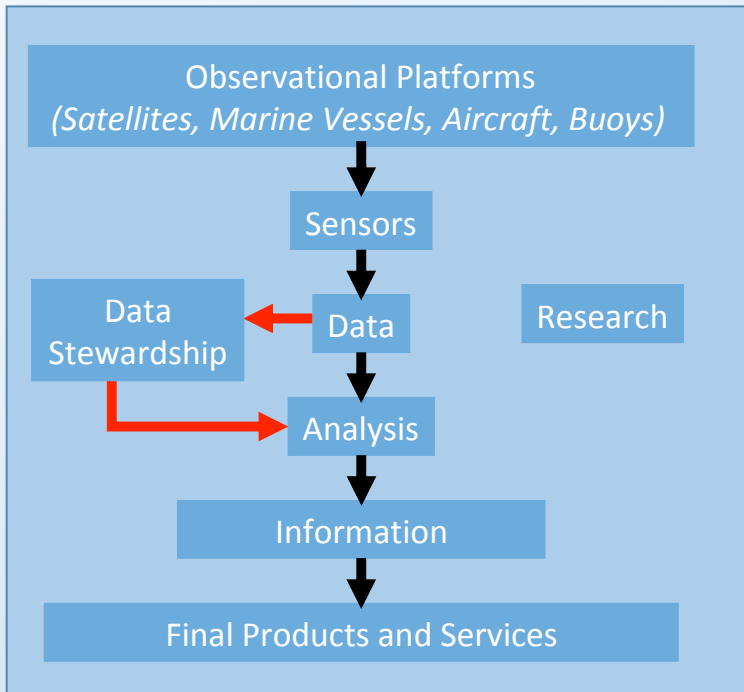 Observational Platforms
(Satellites, Marine Vessels, Aircraft, Buoys)
Sensors
Data
Stewardship
Data
Research
Analysis
Information
Final Products and Services